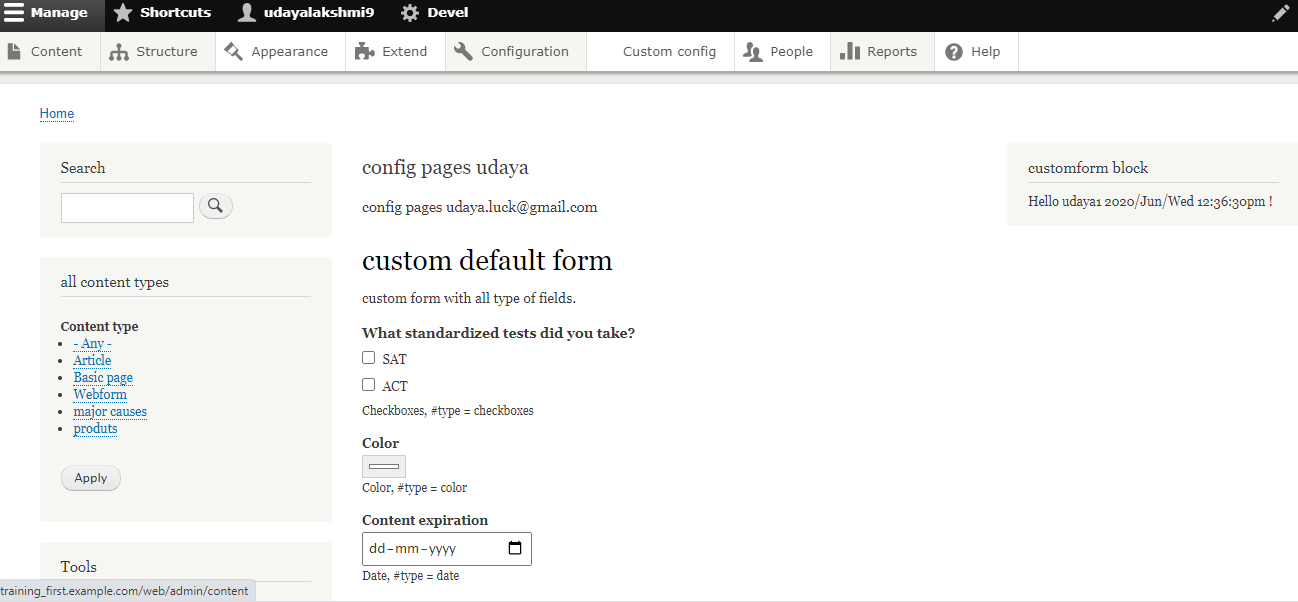 Manage Shortcuts udayalakshmi9 Devel
Content Structure Appearance Extend Configuration Custom config People Reports Help
Home
Search
all content types
Content type
- Any -
Article
Basic page
Webform
major causes
produts
Apply
Tools
config pages udaya
config pages udaya.luck@gmail.com
custom default form
custom form with all type of fields.
What standardized tests did you take?
SAT
ACT
Checkboxes, #type = checkboxes
Color
Color, #type = color
Content expiration
dd-mm-yyyy
Date, #type = date
customform block
Hello udaya1 2020/Jun/Wed 12:36:30pm !
training_first.example.com/web/admin/content